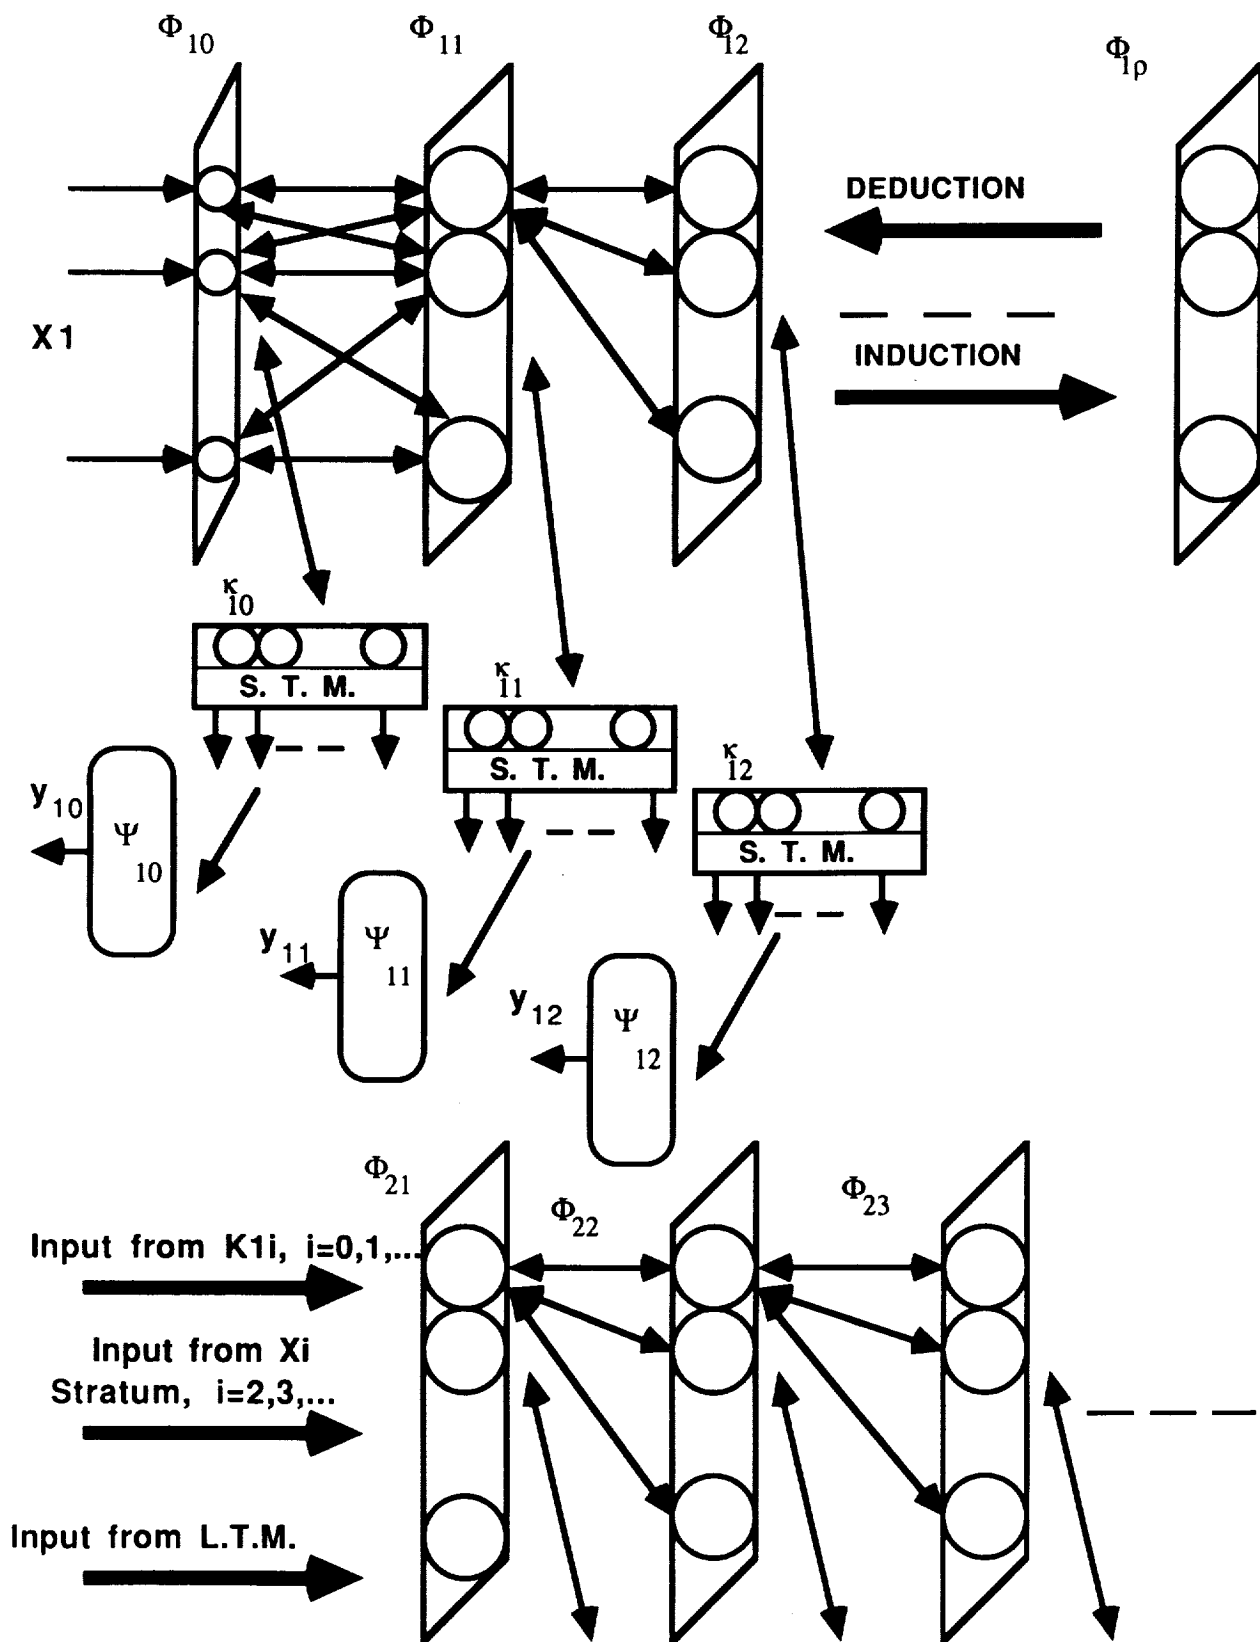 Φ10 Φ11 Φ12 Φ1ρ
DEDUCTION
X1
INDUCTION
κ10
S. T. M.
κ11
S. T. M.
κ12
S. T. M.
y10
Ψ10
y11
Ψ11
y12
Ψ12
Φ21
Φ22
Φ23
Input from K1i, i=0,1,...
Input from Xi
Stratum, i=2,3,...
Input from L.T.M.